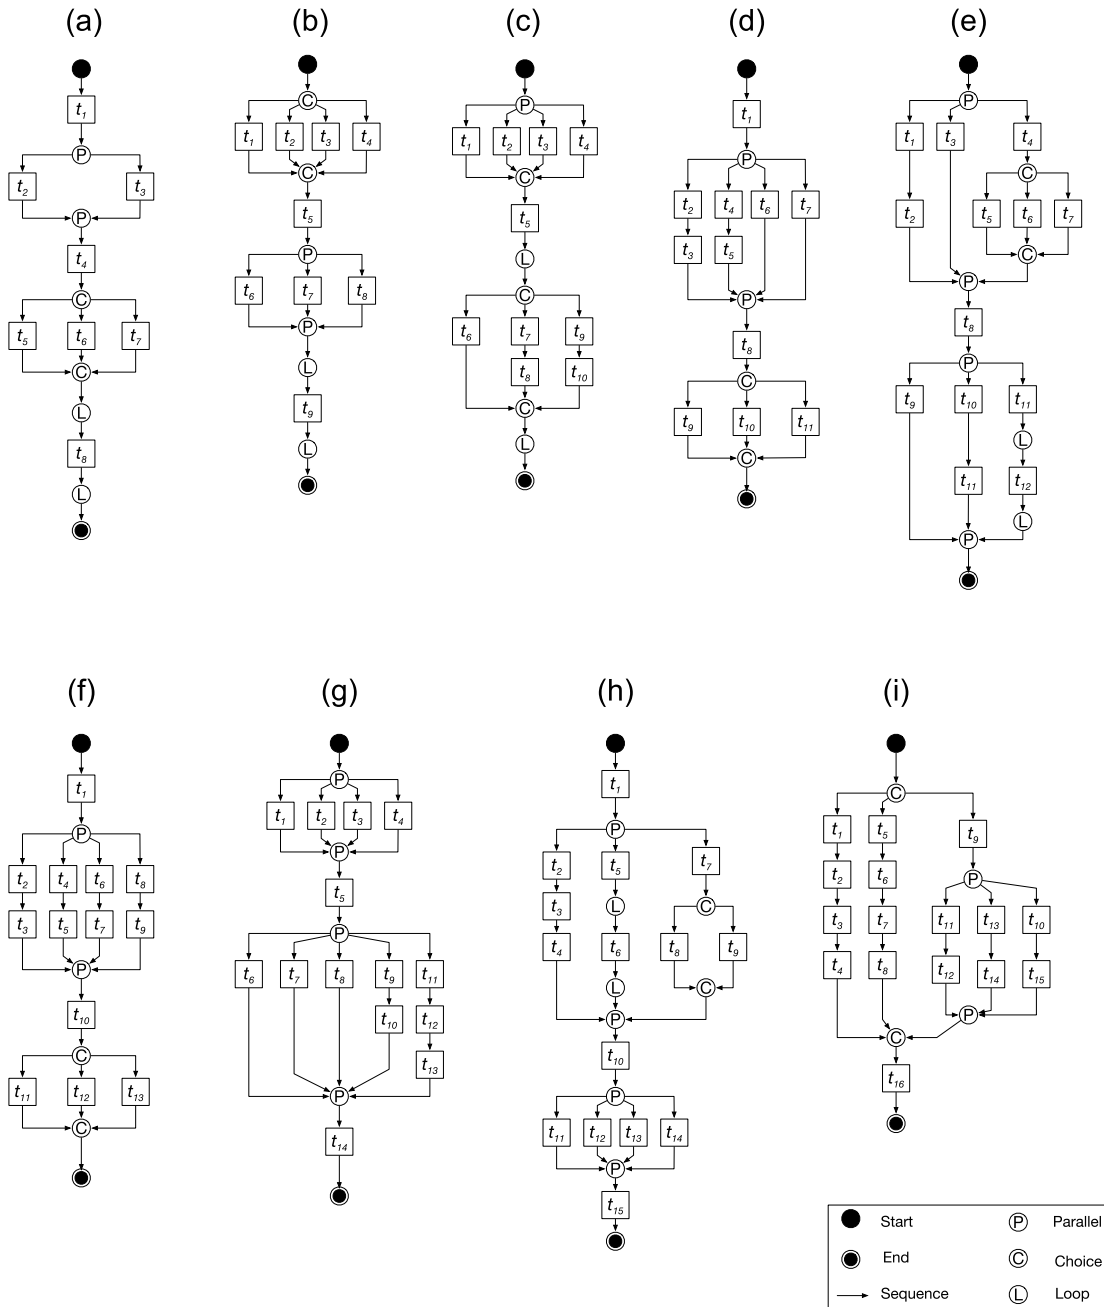 (a) (b) (c) (d) (e)
t1
P
t2 t3
P
t4
C
t5 t6 t7
C
L
t8
L
C
t1 t2 t3 t4
C
t5
P
t6 t7 t8
P
L
t9
L
P
t1 t2 t3 t4
C
t5
L
C
t6 t7 t9
t8 t10
C
L
t1
P
t2 t4 t6 t7
t3 t5
P
t8
C
t9 t10 t11
C
P
t1 t3 t4
C
t2 t5 t6 t7
C
P
t8
P
t9 t10 t11
L
t11 t12
L
P
(f) (g) (h) (i)
t1
P
t2 t4 t6 t8
t3 t5 t7 t9
P
t10
C
t11 t12 t13
C
P
t1 t2 t3 t4
P
t5
P
t6 t7 t8 t9 t11
t10 t12
t13
P
t14
t1
P
t2 t5 t7
t3 L C
t4 t6 t8 t9
L C
P
t10
P
t11 t12 t13 t14
P
t15
C
t1 t5 t9
t2 t6 P
t3 t7 t11 t13 t10
t4 t8 t12 t14 t15
P
C
t16
Start P Parallel
End C Choice
Sequence L Loop